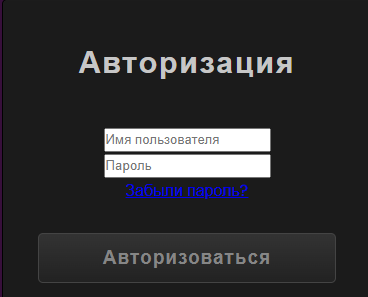 Авторизация
Имя пользователя
Пароль
Забыли пароль?
Авторизоваться